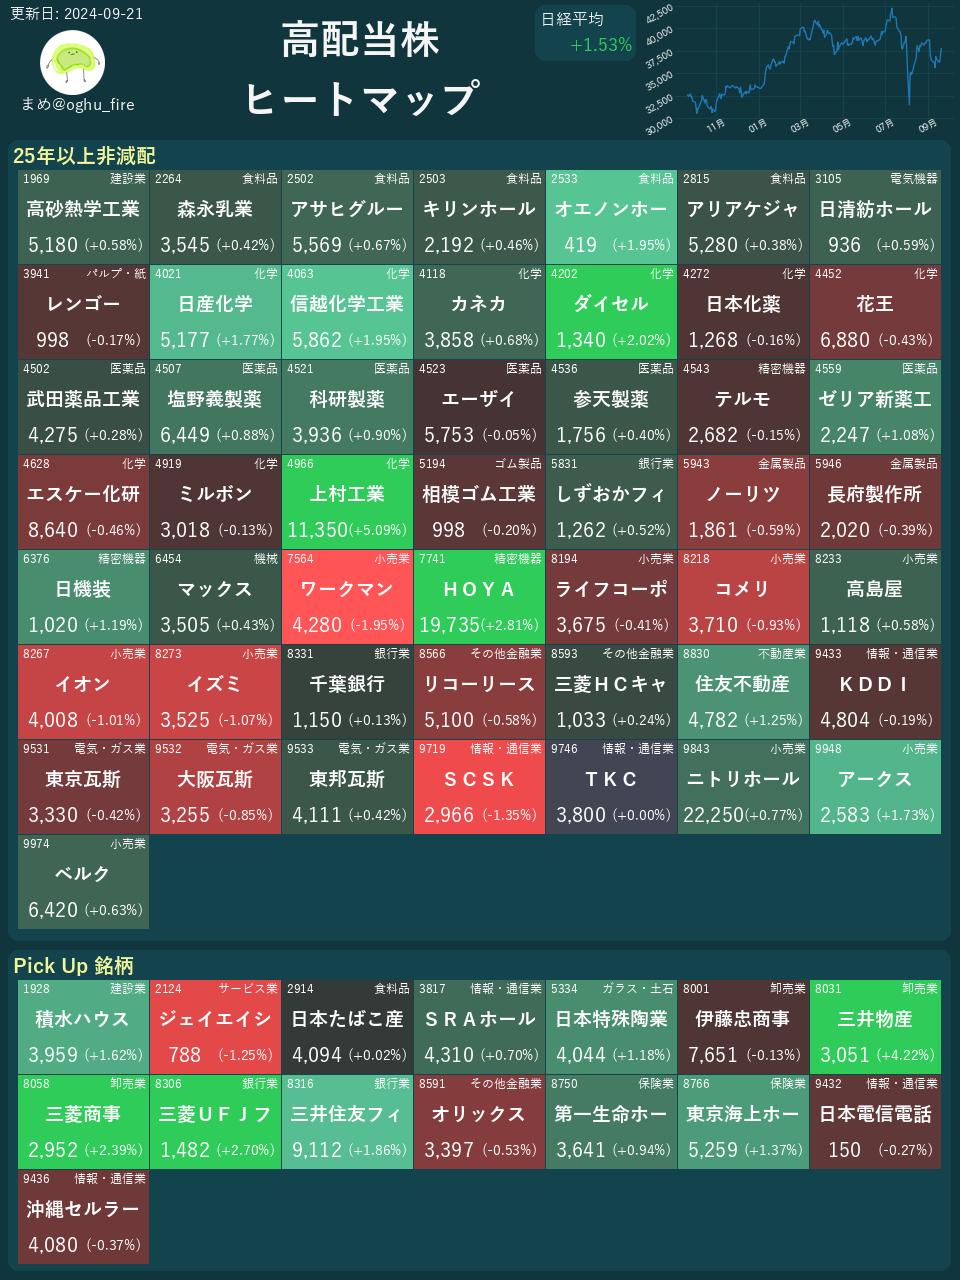 更新日: 2024-09-21
まめ@oghu_fire
高配当株
ヒートマップ
日経平均
+1.53%
42,500
40,000
37,500
35,000
32,500
30,000
11月 01月 03月 05月 07月 09月
25年以上非減配
1969 建設業 2264 食料品 2502 食料品 2503 食料品 2533 食料品 2815 食料品 3105 電気機器
高砂熱学工業 森永乳業 アサヒグルー キリンホール オエノンホー アリアケジャ 日清紡ホール
5,180 (+0.58%) 3,545 (+0.42%) 5,569 (+0.67%) 2,192 (+0.46%) 419 (+1.95%) 5,280 (+0.38%) 936 (+0.59%)
3941 パルプ・紙 4021 化学 4063 化学 4118 化学 4202 化学 4272 化学 4452 化学
レンゴー 日産化学 信越化学工業 カネカ ダイセル 日本化薬 花王
998 (-0.17%) 5,177 (+1.77%) 5,862 (+1.95%) 3,858 (+0.68%) 1,340 (+2.02%) 1,268 (-0.16%) 6,880 (-0.43%)
4502 医薬品 4507 医薬品 4521 医薬品 4523 医薬品 4536 医薬品 4543 精密機器 4559 医薬品
武田薬品工業 塩野義製薬 科研製薬 エーザイ 参天製薬 テルモ ゼリア新薬工
4,275 (+0.28%) 6,449 (+0.88%) 3,936 (+0.90%) 5,753 (-0.05%) 1,756 (+0.40%) 2,682 (-0.15%) 2,247 (+1.08%)
4628 化学 4919 化学 4966 化学 5194 ゴム製品 5831 銀行業 5943 金属製品 5946 金属製品
エスケー化研 ミルボン 上村工業 相模ゴム工業 しずおかフィ ノーリツ 長府製作所
8,640 (-0.46%) 3,018 (-0.13%) 11,350(+5.09%) 998 (-0.20%) 1,262 (+0.52%) 1,861 (-0.59%) 2,020 (-0.39%)
6376 精密機器 6454 機械 7564 小売業 7741 精密機器 8194 小売業 8218 小売業 8233 小売業
日機装 マックス ワークマン ＨＯＹＡ ライフコーポ コメリ 高島屋
1,020 (+1.19%) 3,505 (+0.43%) 4,280 (-1.95%) 19,735(+2.81%) 3,675 (-0.41%) 3,710 (-0.93%) 1,118 (+0.58%)
8267 小売業 8273 小売業 8331 銀行業 8566 その他金融業 8593 その他金融業 8830 不動産業 9433 情報・通信業
イオン イズミ 千葉銀行 リコーリース 三菱ＨＣキャ 住友不動産 ＫＤＤＩ
4,008 (-1.01%) 3,525 (-1.07%) 1,150 (+0.13%) 5,100 (-0.58%) 1,033 (+0.24%) 4,782 (+1.25%) 4,804 (-0.19%)
9531 電気・ガス業 9532 電気・ガス業 9533 電気・ガス業 9719 情報・通信業 9746 情報・通信業 9843 小売業 9948 小売業
東京瓦斯 大阪瓦斯 東邦瓦斯 ＳＣＳＫ ＴＫＣ ニトリホール アークス
3,330 (-0.42%) 3,255 (-0.85%) 4,111 (+0.42%) 2,966 (-1.35%) 3,800 (+0.00%) 22,250(+0.77%) 2,583 (+1.73%)
9974 小売業
ベルク
6,420 (+0.63%)
Pick Up 銘柄
1928 建設業 2124 サービス業 2914 食料品 3817 情報・通信業 5334 ガラス・土石 8001 卸売業 8031 卸売業
積水ハウス ジェイエイシ 日本たばこ産 ＳＲＡホール 日本特殊陶業 伊藤忠商事 三井物産
3,959 (+1.62%) 788 (-1.25%) 4,094 (+0.02%) 4,310 (+0.70%) 4,044 (+1.18%) 7,651 (-0.13%) 3,051 (+4.22%)
8058 卸売業 8306 銀行業 8316 銀行業 8591 その他金融業 8750 保険業 8766 保険業 9432 情報・通信業
三菱商事 三菱ＵＦＪフ 三井住友フィ オリックス 第一生命ホー 東京海上ホー 日本電信電話
2,952 (+2.39%) 1,482 (+2.70%) 9,112 (+1.86%) 3,397 (-0.53%) 3,641 (+0.94%) 5,259 (+1.37%) 150 (-0.27%)
9436 情報・通信業
沖縄セルラー
4,080 (-0.37%)